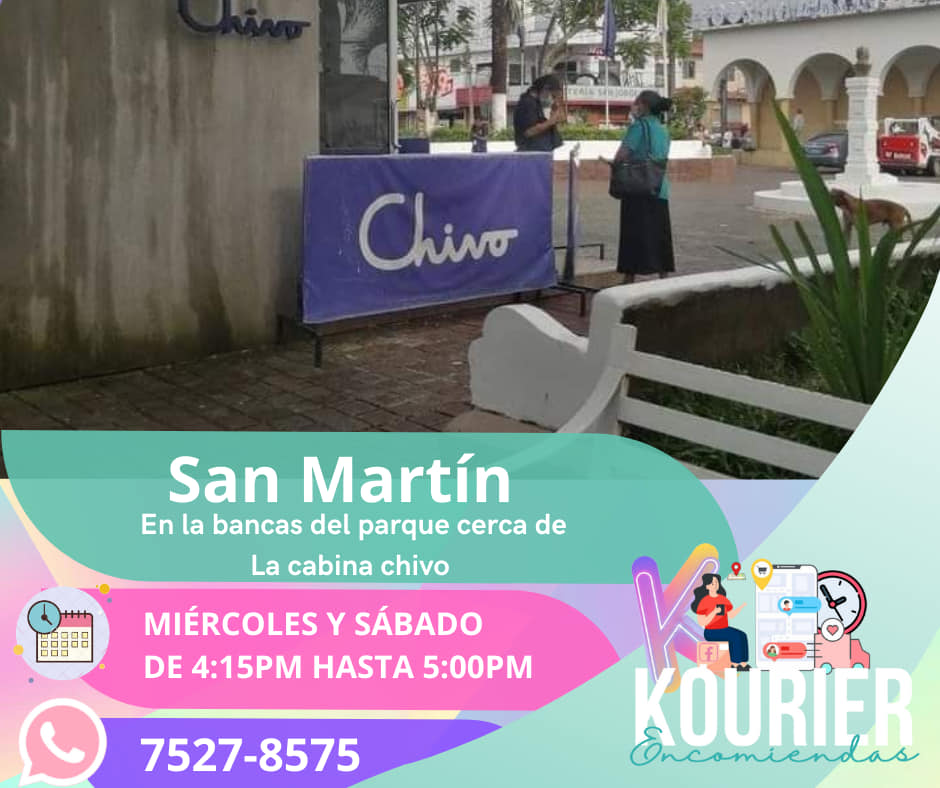 Chivo
Chivo
San Martín
En la bancas del parque cerca de
La cabina chivo
MIÉRCOLES Y SÁBADO
DE 4:15PM HASTA 5:00PM
7527-8575
K
KOURIER
Encomiendas